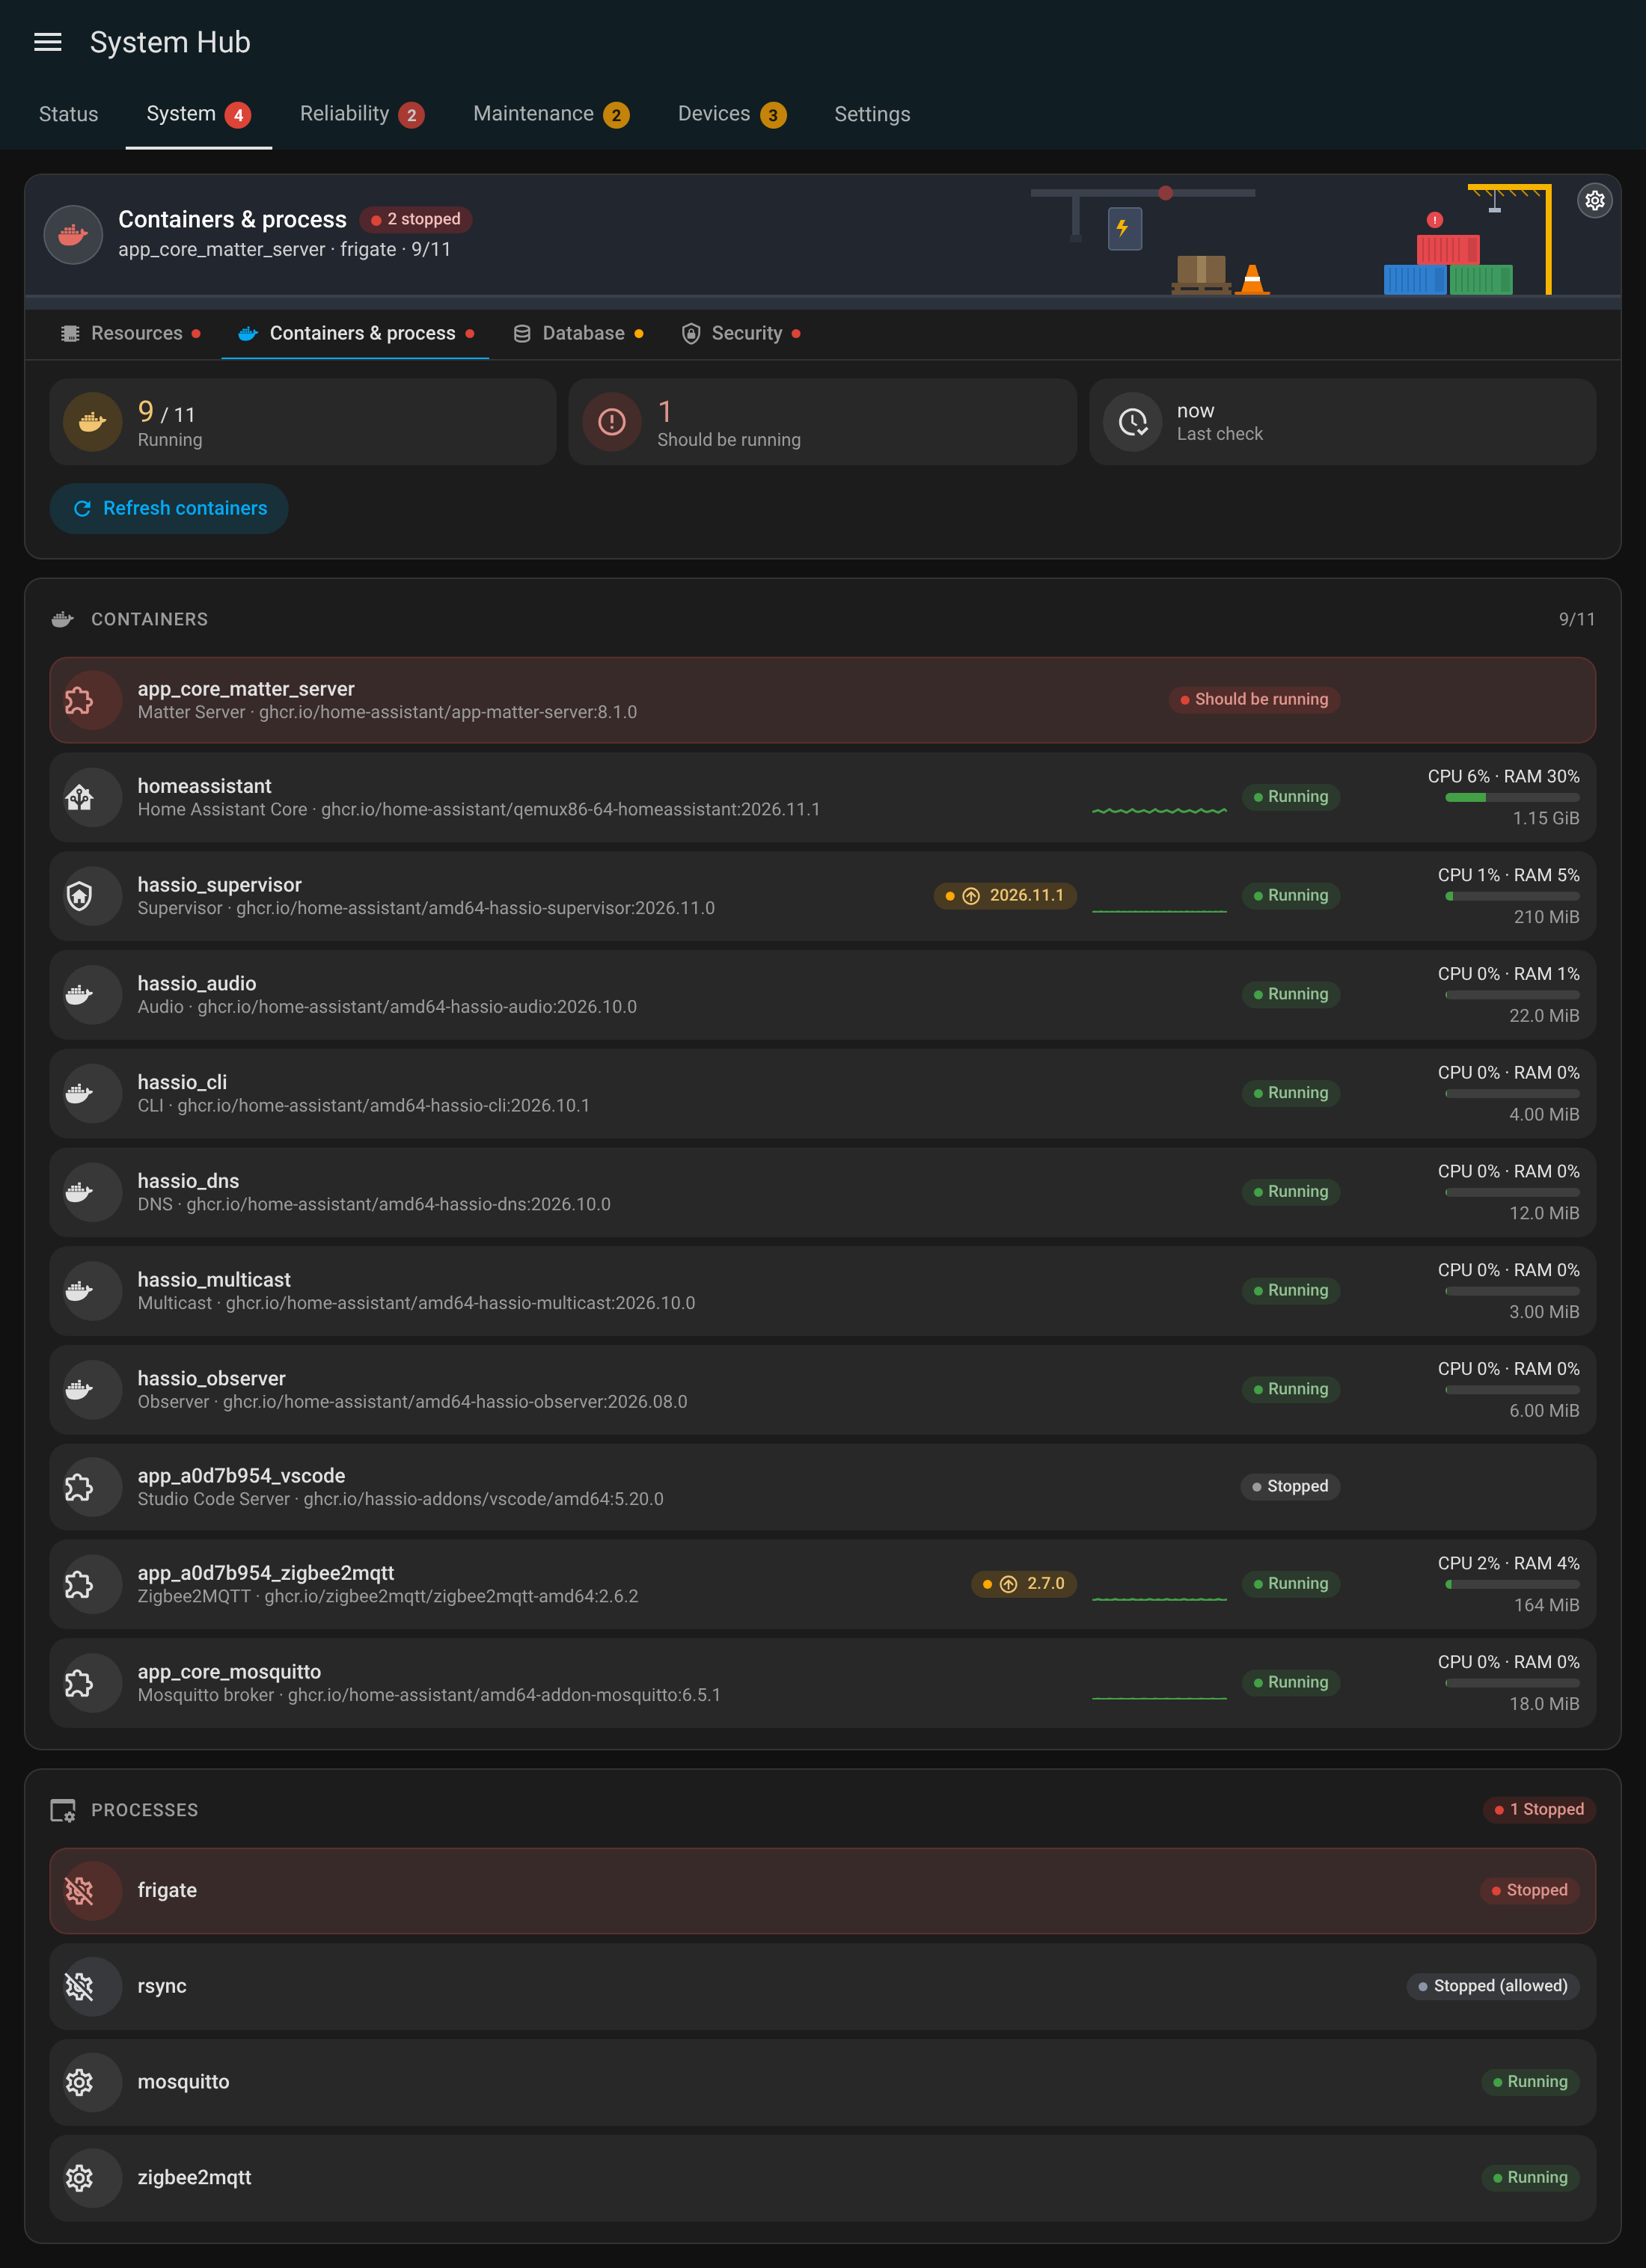 System Hub
Status
System 4
Reliability 2
Maintenance 2
Devices 3
Settings
Containers & process 2 stopped
app_core_matter_server · frigate · 9/11
Resources
Containers & process
Database
Security
9 / 11
Running
1
Should be running
now
Last check
Refresh containers
CONTAINERS
9/11
app_core_matter_server
Matter Server · ghcr.io/home-assistant/app-matter-server:8.1.0
Should be running
homeassistant
Home Assistant Core · ghcr.io/home-assistant/qemux86-64-homeassistant:2026.11.1
Running
CPU 6% · RAM 30%
1.15 GiB
hassio_supervisor
Supervisor · ghcr.io/home-assistant/amd64-hassio-supervisor:2026.11.0
2026.11.1
Running
CPU 1% · RAM 5%
210 MiB
hassio_audio
Audio · ghcr.io/home-assistant/amd64-hassio-audio:2026.10.0
Running
CPU 0% · RAM 1%
22.0 MiB
hassio_cli
CLI · ghcr.io/home-assistant/amd64-hassio-cli:2026.10.1
Running
CPU 0% · RAM 0%
4.00 MiB
hassio_dns
DNS · ghcr.io/home-assistant/amd64-hassio-dns:2026.10.0
Running
CPU 0% · RAM 0%
12.0 MiB
hassio_multicast
Multicast · ghcr.io/home-assistant/amd64-hassio-multicast:2026.10.0
Running
CPU 0% · RAM 0%
3.00 MiB
hassio_observer
Observer · ghcr.io/home-assistant/amd64-hassio-observer:2026.08.0
Running
CPU 0% · RAM 0%
6.00 MiB
app_a0d7b954_vscode
Studio Code Server · ghcr.io/hassio-addons/vscode/amd64:5.20.0
Stopped
app_a0d7b954_zigbee2mqtt
Zigbee2MQTT · ghcr.io/zigbee2mqtt/zigbee2mqtt-amd64:2.6.2
2.7.0
Running
CPU 2% · RAM 4%
164 MiB
app_core_mosquitto
Mosquitto broker · ghcr.io/home-assistant/amd64-addon-mosquitto:6.5.1
Running
CPU 0% · RAM 0%
18.0 MiB
PROCESSES
1 Stopped
frigate
Stopped
rsync
Stopped (allowed)
mosquitto
Running
zigbee2mqtt
Running